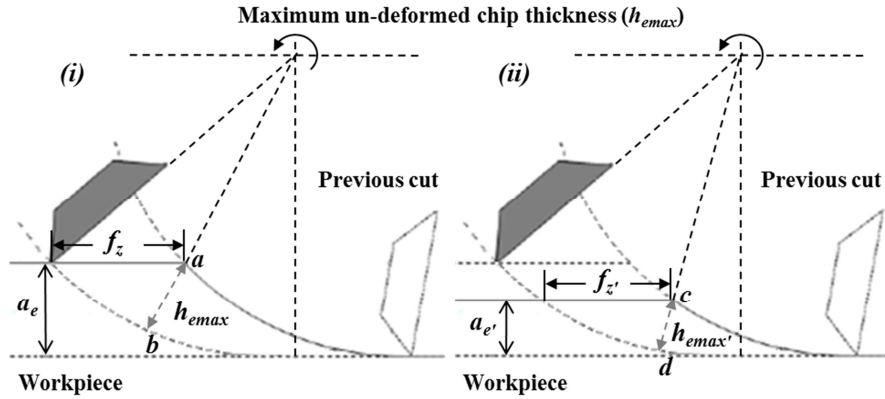 Maximum un-deformed chip thickness (hemax)
(i)
(ii)
Previous cut
Previous cut
fz
a
ae
hemax
b
Workpiece
fz'
c
ae'
hemax'
d
Workpiece